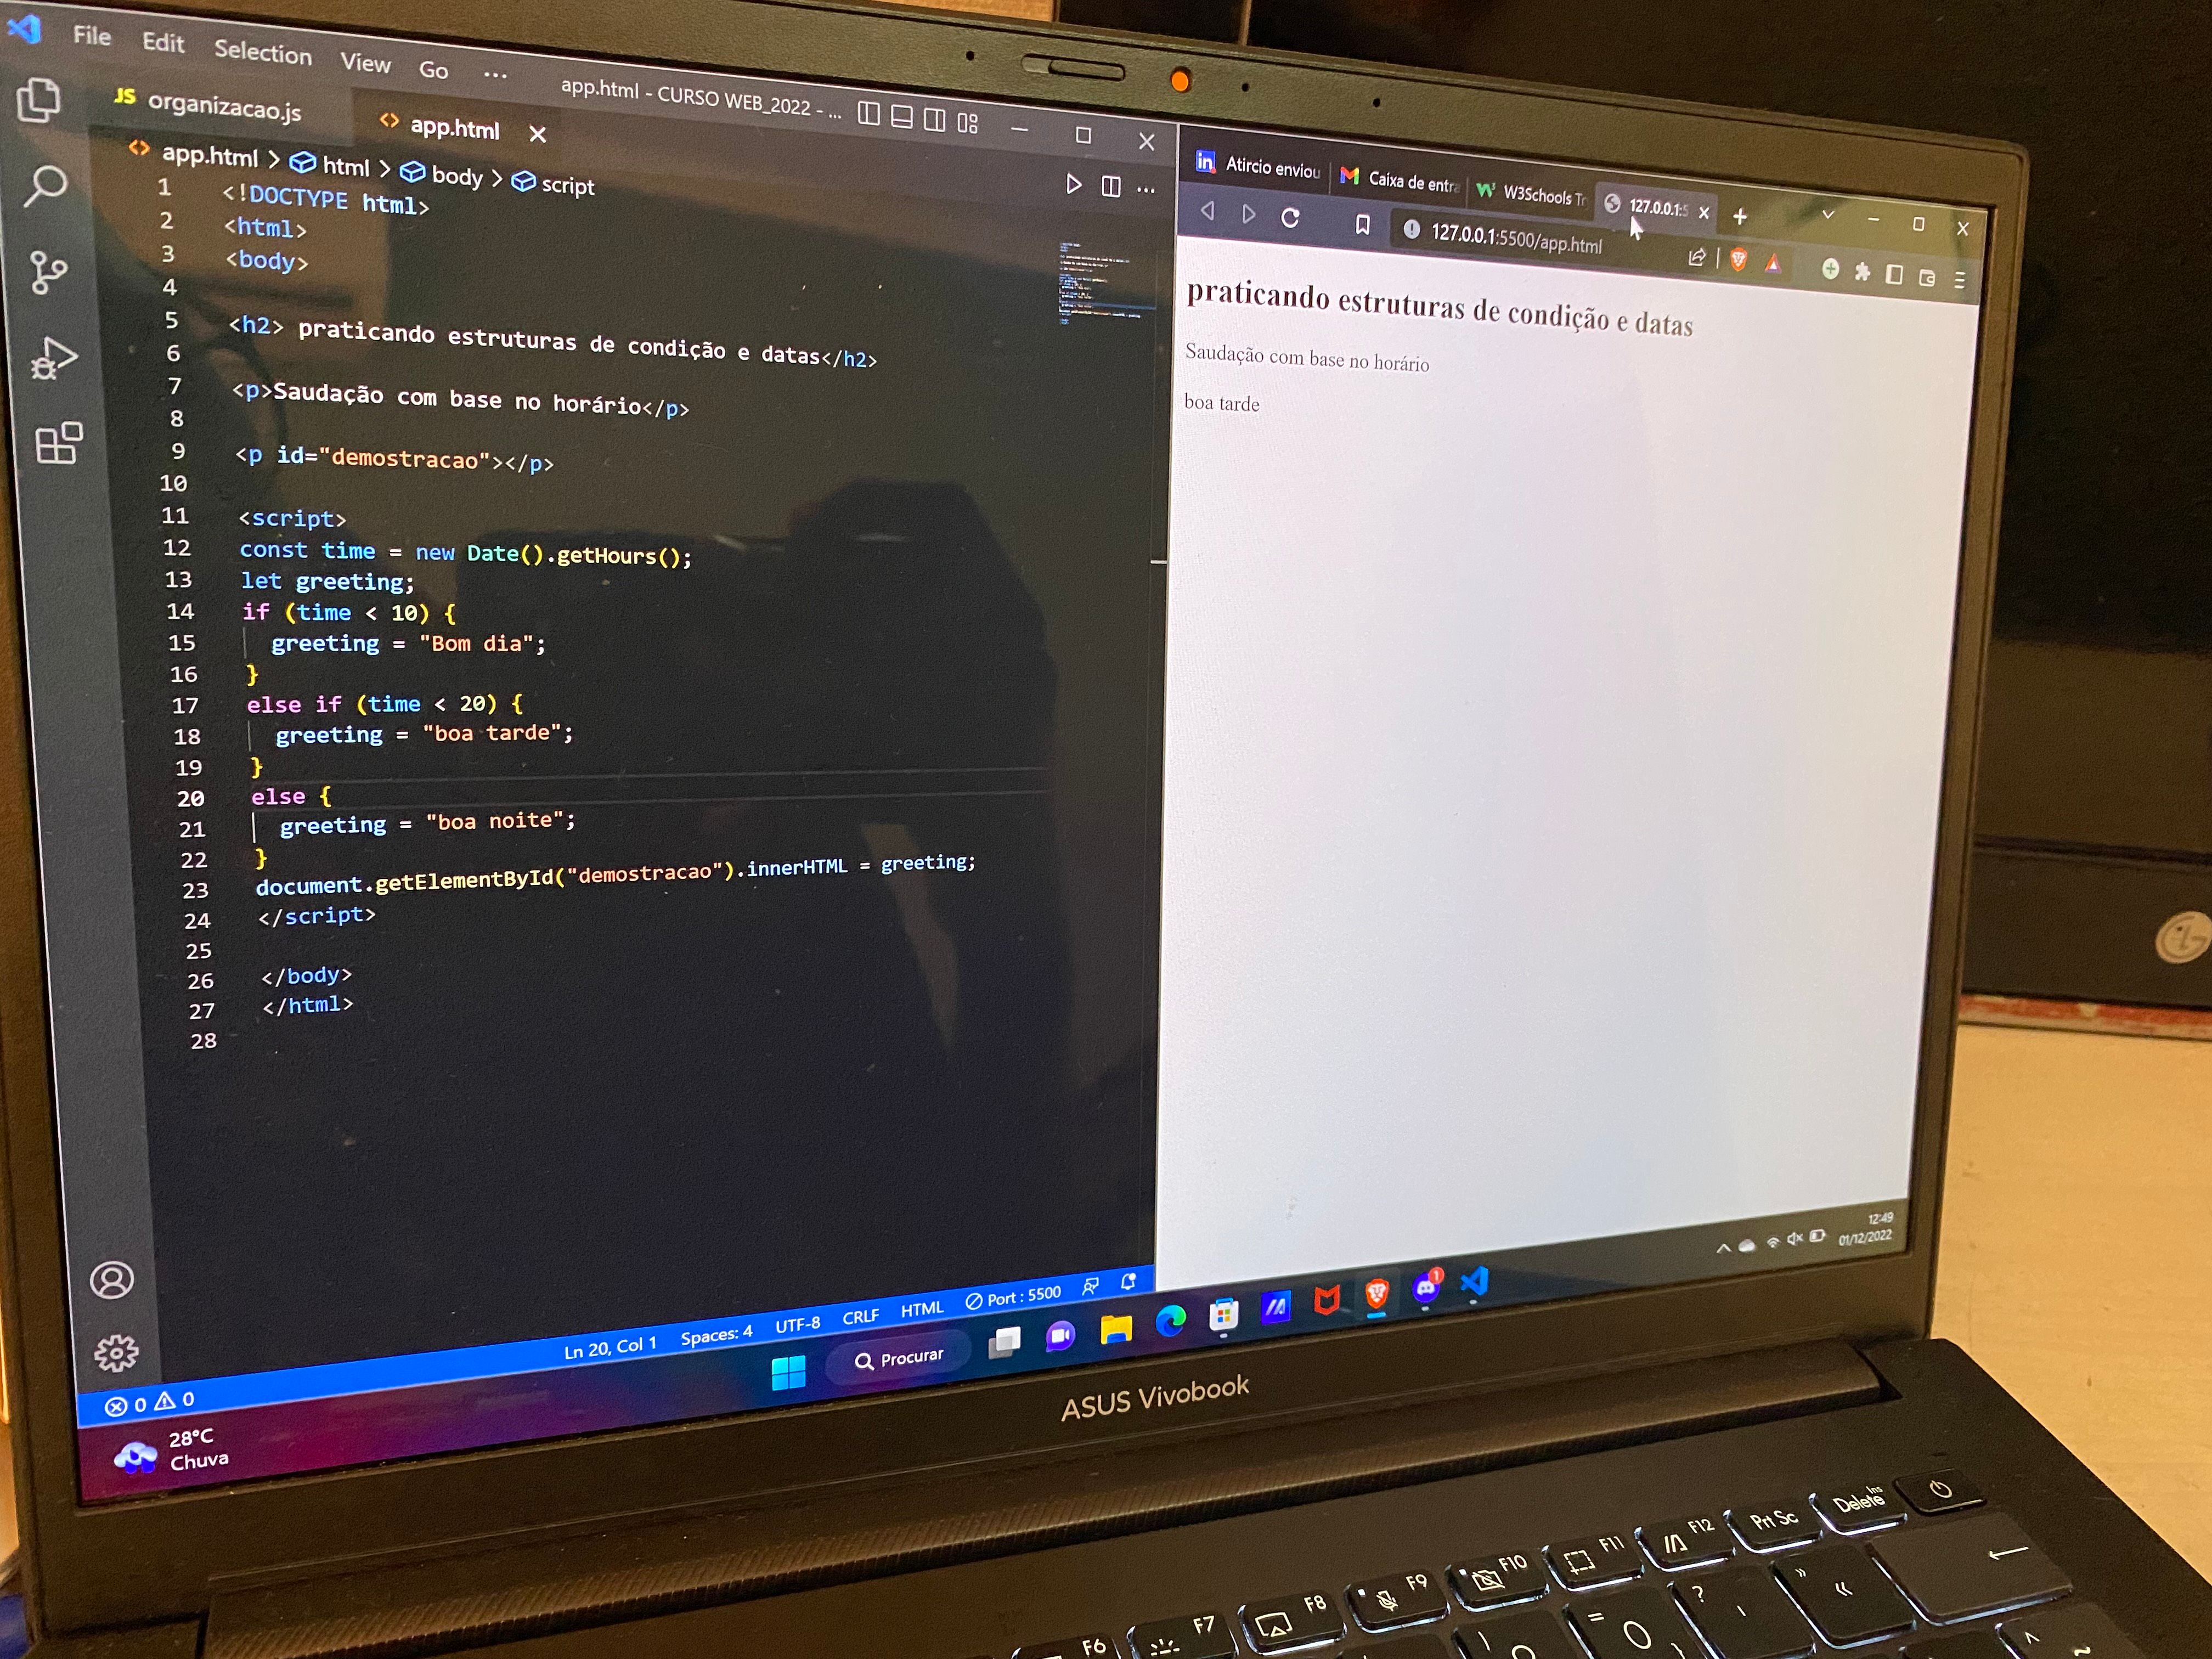 File Edit Selection View Go ... app.html - CURSO WEB_2022 - ...
JS organizacao.js <> app.html
<> app.html > html > body > script
1 <!DOCTYPE html>
2 <html>
3 <body>
4
5 <h2> praticando estruturas de condição e datas</h2>
6
7 <p>Saudação com base no horário</p>
8
9 <p id="demostracao"></p>
10
11 <script>
12 const time = new Date().getHours();
13 let greeting;
14 if (time < 10) {
15 greeting = "Bom dia";
16 }
17 else if (time < 20) {
18 greeting = "boa tarde";
19 }
20 else {
21 greeting = "boa noite";
22 }
23 document.getElementById("demostracao").innerHTML = greeting;
24 </script>
25
26 </body>
27 </html>
28
0 0 Ln 20, Col 1 Spaces: 4 UTF-8 CRLF HTML Port : 5500
in Atircio enviou Caixa de entra W3Schools Tr 127.0.0.1:5
127.0.0.1:5500/app.html
praticando estruturas de condição e datas
Saudação com base no horário
boa tarde
28°C
Chuva
Procurar
1
12:49
01/12/2022
ASUS Vivobook
LG
F6 F7 F8 F9 F10 F11 F12 Prt Sc Delete Ins
= ? » «